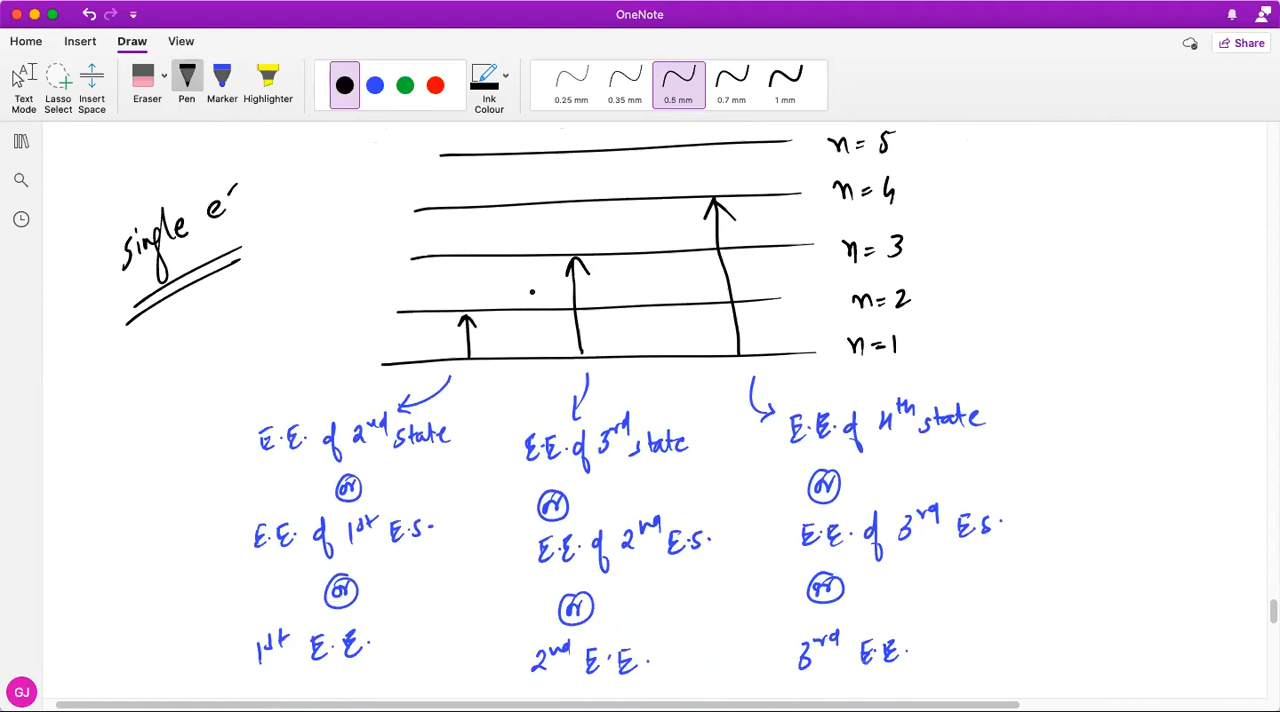 OneNote
Home Insert Draw View
Share
Text Mode
Lasso Select
Insert Space
Eraser
Pen
Marker
Highlighter
Ink Colour
0.25 mm
0.35 mm
0.5 mm
0.7 mm
1 mm
single e⁻
n = 5
n = 4
n = 3
n = 2
n = 1
E.E. of 2nd state
or
E.E. of 1st E.S.
or
1st E.E.
E.E. of 3rd state
or
E.E. of 2nd E.S.
or
2nd E.E.
E.E. of 4th state
or
E.E. of 3rd E.S.
or
3rd E.E.
GJ